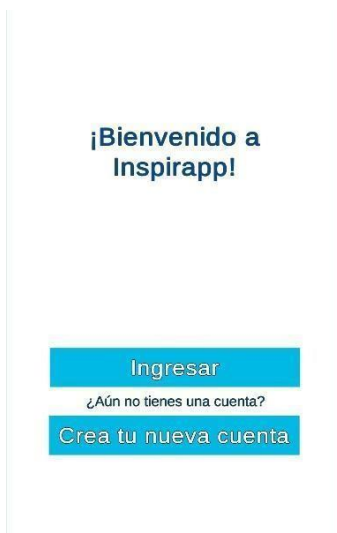 ¡Bienvenido a
Inspirapp!
Ingresar
¿Aún no tienes una cuenta?
Crea tu nueva cuenta